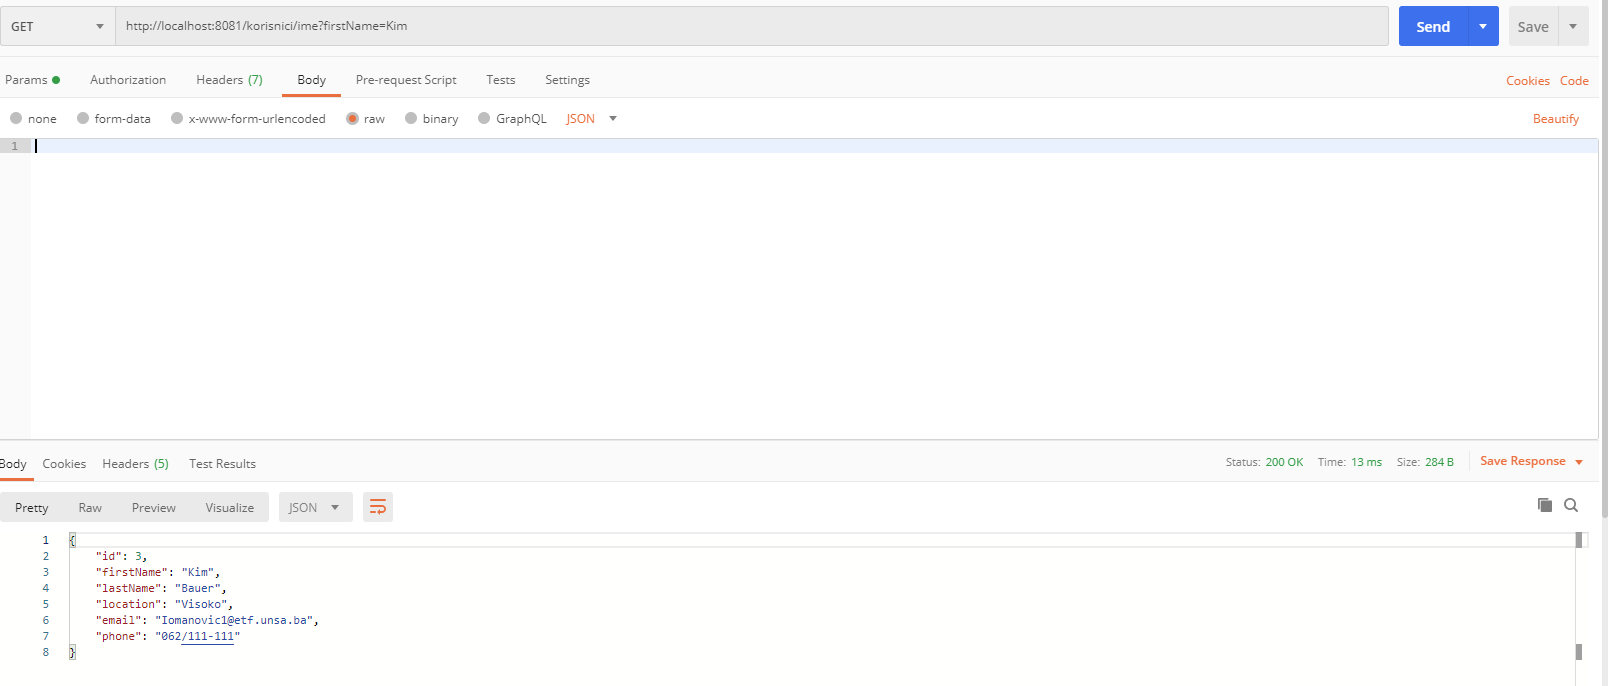 GET http://localhost:8081/korisnici/ime?firstName=Kim Send Save
Params Authorization Headers (7) Body Pre-request Script Tests Settings Cookies Code
none form-data x-www-form-urlencoded raw binary GraphQL JSON Beautify
1
Body Cookies Headers (5) Test Results Status: 200 OK Time: 13 ms Size: 284 B Save Response
Pretty Raw Preview Visualize JSON
1 {
2 "id": 3,
3 "firstName": "Kim",
4 "lastName": "Bauer",
5 "location": "Visoko",
6 "email": "Iomanovic1@etf.unsa.ba",
7 "phone": "062/111-111"
8 }